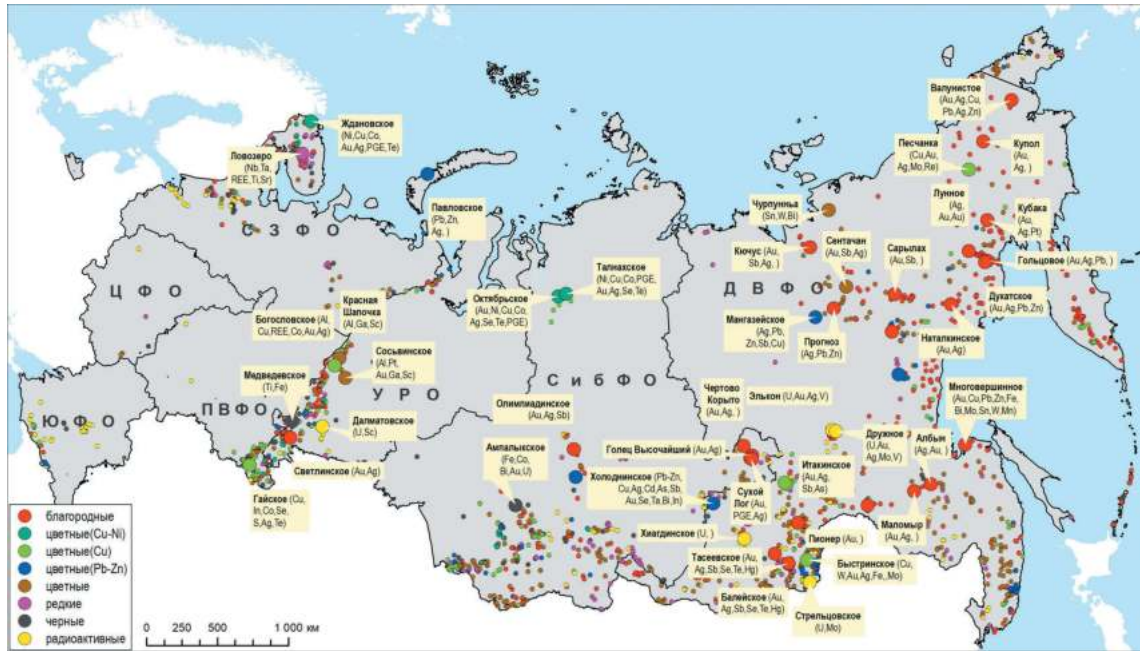 Ждановское
(Ni,Cu,Co,
Au,Ag,PGE,Te)
Ловозеро
(Nb,Ta,
REE,Ti,Sr)
Павловское
(Pb,Zn,
Ag, )
СЗФО
ЦФО
ЮФО
ПВФО
УРО
СибФО
ДВФО
Валунистое
(Au,Ag,Cu,
Pb,Ag,Zn)
Песчанка
(Cu,Au,
Ag,Mo,Re)
Купол
(Au,
Ag, )
Лунное
(Ag,
Au,Au)
Кубака
(Au,
Ag,Pt)
Чурпуннья
(Sn,W,Bi)
Кючус (Au,
Sb,Ag, )
Сентачан
(Au,Sb,Ag)
Сарылах
(Au,Sb, )
Гольцовое (Au,Ag,Pb, )
Дукатское
(Au,Ag,Pb,Zn)
Талнахское
(Ni,Cu,Co,PGE,
Au,Ag,Se,Te)
Октябрьское
(Au,Ni,Cu,Co,
Ag,Se,Te,PGE)
Мангазейское
(Ag,Pb,
Zn,Sb,Cu)
Прогноз
(Ag,Pb,Zn)
Наталкинское
(Au,Ag)
Красная
Шапочка
(Al,Ga,Sc)
Богословское (Al,
Cu,REE,Co,Au,Ag)
Сосьвинское
(Al,Pt,
Au,Ga,Sc)
Медведевское
(Ti,Fe)
Далматовское
(U,Sc)
Светлинское (Au,Ag)
Гайское (Cu,
In,Co,Se,
S,Ag,Te)
Олимлиадинское
(Au,Ag,Sb)
Ампалыкское
(Fe,Co,
Bi,Au,U)
Чертово
Корыто
(Au,Ag, )
Элькон (U,Au,Ag,V)
Многовершинное
(Au,Cu,Pb,Zn,Fe,
Bi,Mo,Sn,W,Mn)
Голец Высочайший (Au,Ag)
Дружное
(U,Au,
Ag,Mo,V)
Албын
(Ag,Au, )
Холоднинское (Pb-Zn,
Cu,Ag,Cd,As,Sb,
Au,Se,Ta,Bi,In)
Сухой
Лог (Au,
PGE,Ag)
Итакинское
(Au,Ag,
Sb,As)
Маломыр
(Au,Ag, )
Хиагдинское (U, )
Пионер (Au, )
Тасеевское (Au,
Ag,Sb,Se,Te,Hg)
Быстринское (Cu,
W,Au,Ag,Fe,,Mo)
Балейское (Au,
Ag,Sb,Se,Te,Hg)
Стрельцовское
(U,Mo)
благородные
цветные(Cu-Ni)
цветные(Cu)
цветные(Pb-Zn)
цветные
редкие
черные
радиоактивные
0 250 500 1 000 км